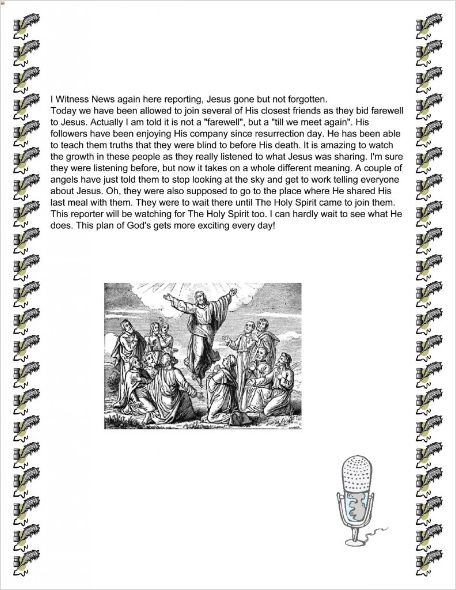 I Witness News again here reporting, Jesus gone but not forgotten.
Today we have been allowed to join several of His closest friends as they bid farewell
to Jesus. Actually I am told it is not a "farewell", but a "till we meet again". His
followers have been enjoying His company since resurrection day. He has been able
to teach them truths that they were blind to before His death. It is amazing to watch
the growth in these people as they really listened to what Jesus was sharing. I'm sure
they were listening before, but now it takes on a whole different meaning. A couple of
angels have just told them to stop looking at the sky and get to work telling everyone
about Jesus. Oh, they were also supposed to go to the place where He shared His
last meal with them. They were to wait there until The Holy Spirit came to join them.
This reporter will be watching for The Holy Spirit too. I can hardly wait to see what He
does. This plan of God's gets more exciting every day!